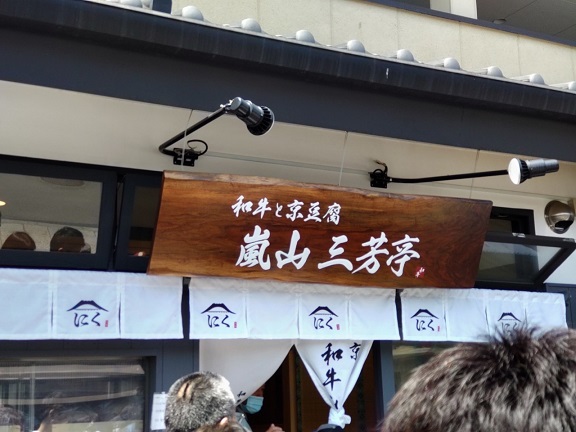 和牛と京豆腐
嵐山 三芳亭
にく
にく
にく
にく
京
和牛